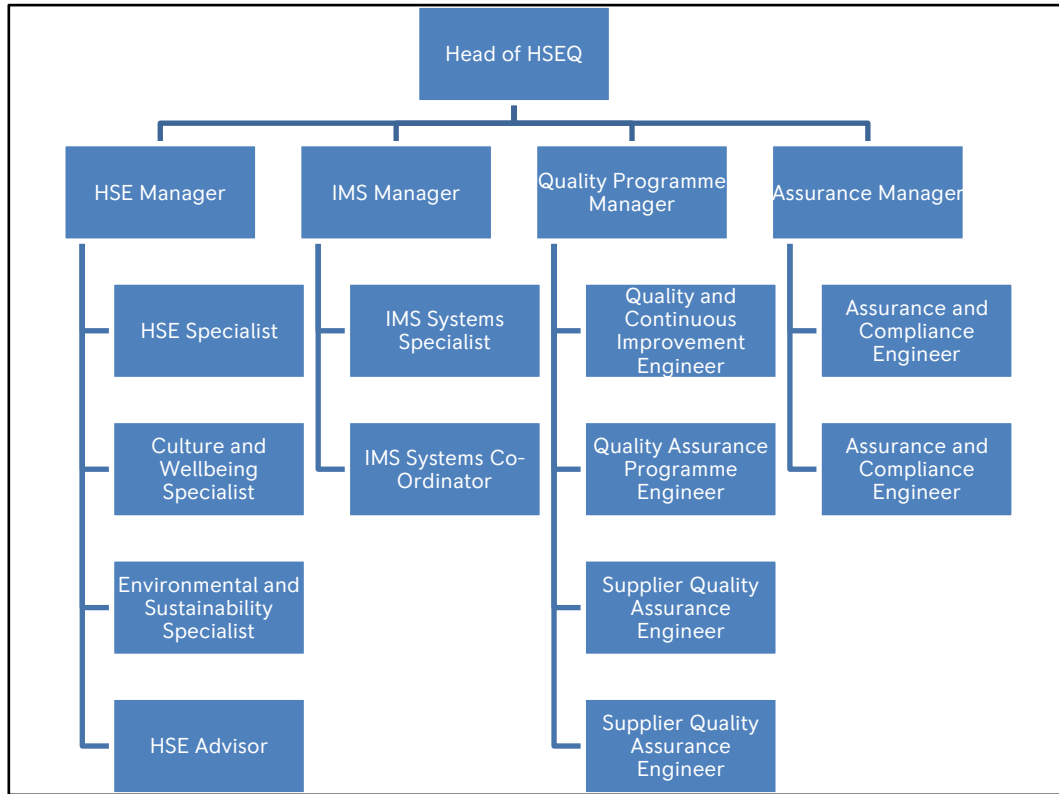 Head of HSEQ
HSE Manager
IMS Manager
Quality Programme
Manager
Assurance Manager
HSE Specialist
Culture and
Wellbeing
Specialist
Environmental and
Sustainability
Specialist
HSE Advisor
IMS Systems
Specialist
IMS Systems Co-
Ordinator
Quality and
Continuous
Improvement
Engineer
Quality Assurance
Programme
Engineer
Supplier Quality
Assurance
Engineer
Supplier Quality
Assurance
Engineer
Assurance and
Compliance
Engineer
Assurance and
Compliance
Engineer